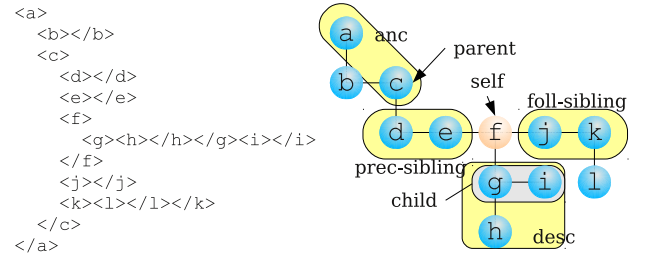 <a>
<b></b>
<c>
<d></d>
<e></e>
<f>
<g><h></h></g><i></i>
</f>
<j></j>
<k><l></l></k>
</c>
</a>
a
anc
parent
b
c
self
foll-sibling
d
e
f
j
k
prec-sibling
child
g
i
l
h
desc